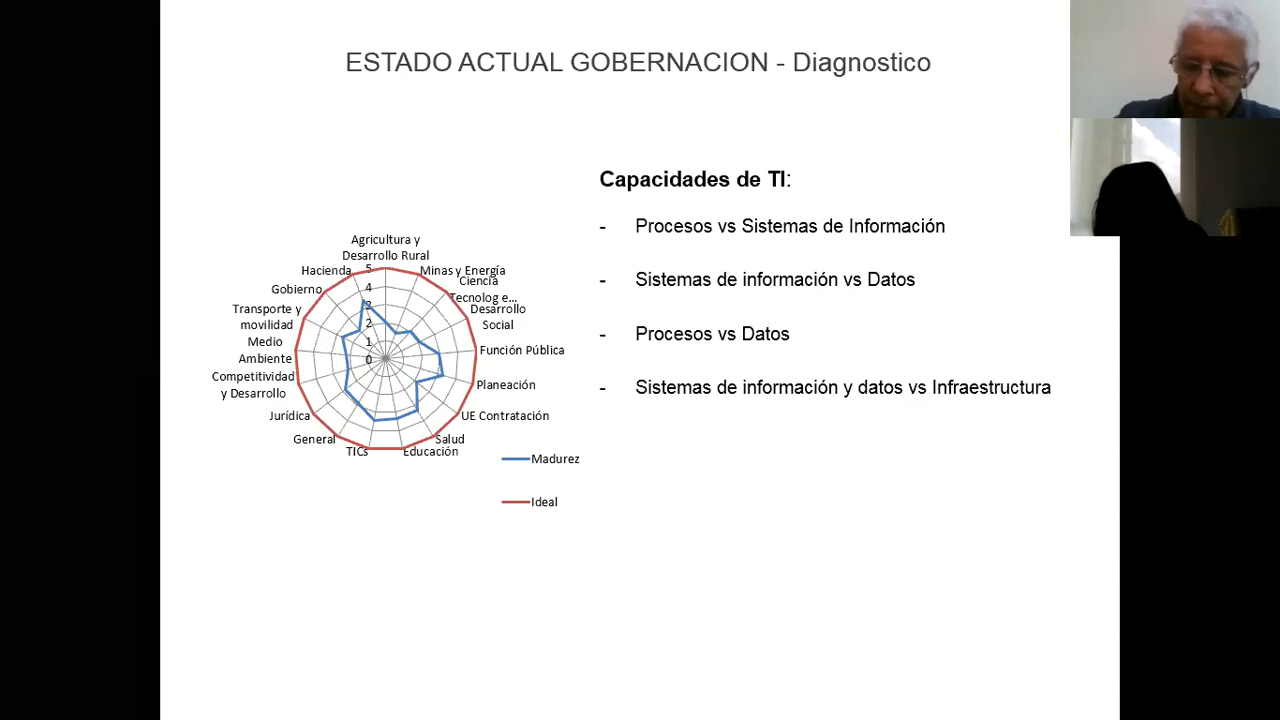 ESTADO ACTUAL GOBERNACION - Diagnostico
Capacidades de TI:
- Procesos vs Sistemas de Información
- Sistemas de información vs Datos
- Procesos vs Datos
- Sistemas de información y datos vs Infraestructura
Agricultura y
Desarrollo Rural
Minas y Energía
Ciencia
Tecnolog e...
Desarrollo
Social
Función Pública
Planeación
UE Contratación
Salud
Educación
TICs
General
Jurídica
Competitividad
y Desarrollo
Medio
Ambiente
Transporte y
movilidad
Gobierno
Hacienda
5
4
3
2
1
0
Madurez
Ideal